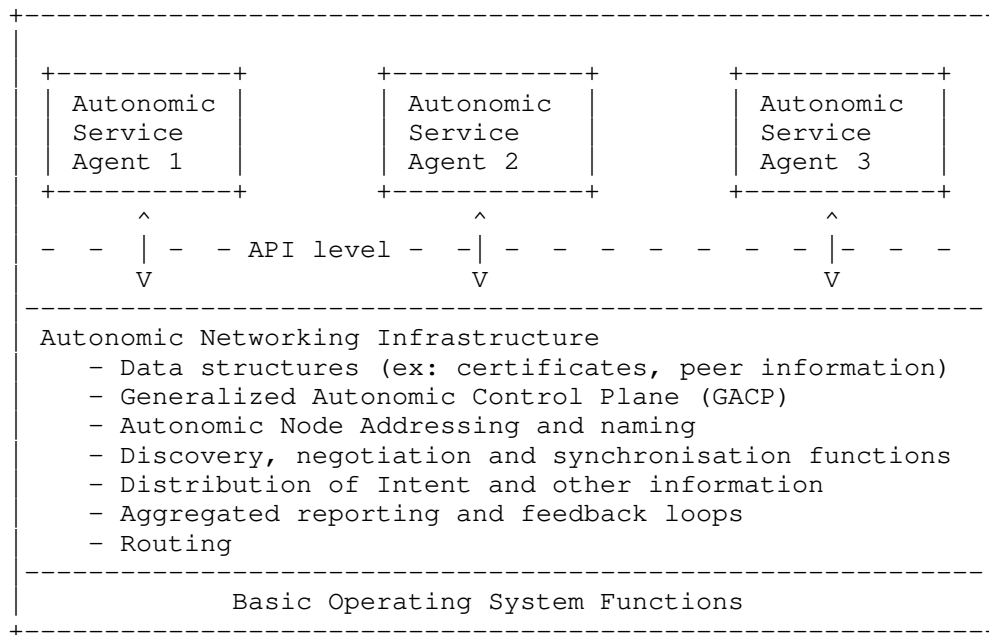 Autonomic Autonomic Autonomic
Service Service Service
Agent 1 Agent 2 Agent 3
^ ^ ^
- - | - - API level - -| - - - - - - - -|- - -
V V V
Autonomic Networking Infrastructure
- Data structures (ex: certificates, peer information)
- Generalized Autonomic Control Plane (GACP)
- Autonomic Node Addressing and naming
- Discovery, negotiation and synchronisation functions
- Distribution of Intent and other information
- Aggregated reporting and feedback loops
- Routing
Basic Operating System Functions